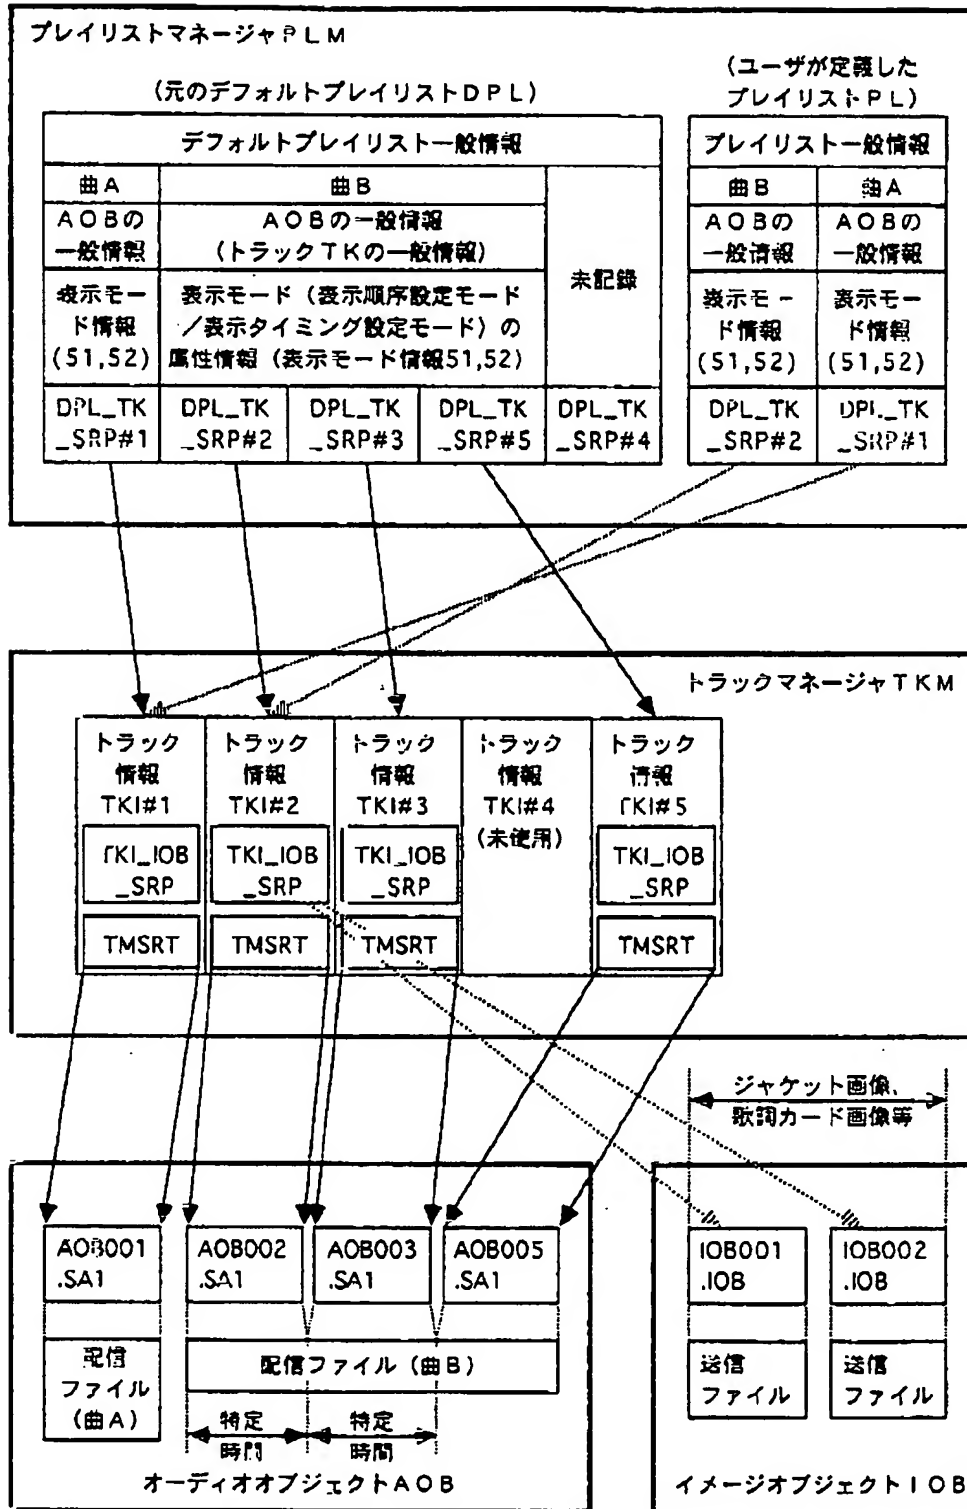 プレイリストマネージャPLM
(元のデフォルトプレイリストDPL)
(ユーザが定義した
プレイリストPL)
デフォルトプレイリスト一般情報
曲A
曲B
AOBの
一般情報
AOBの一般情報
(トラックTKの一般情報)
未記録
表示モー
ド情報
(51,52)
表示モード(表示順序設定モード
/表示タイミング設定モード)の
属性情報(表示モード情報51,52)
DPL_TK
_SRP#1
DPL_TK
_SRP#2
DPL_TK
_SRP#3
DPL_TK
_SRP#5
DPL_TK
_SRP#4
プレイリスト一般情報
曲B
曲A
AOBの
一般情報
AOBの
一般情報
表示モー
ド情報
(51,52)
表示モー
ド情報
(51,52)
DPL_TK
_SRP#2
DPL_TK
_SRP#1
トラックマネージャTKM
トラック
情報
TKI#1
TKI_IOB
_SRP
TMSRT
トラック
情報
TKI#2
TKI_IOB
_SRP
TMSRT
トラック
情報
TKI#3
TKI_IOB
_SRP
TMSRT
トラック
情報
TKI#4
(未使用)
トラック
情報
TKI#5
TKI_IOB
_SRP
TMSRT
ジャケット画像、
歌詞カード画像等
AOB001
.SA1
AOB002
.SA1
AOB003
.SA1
AOB005
.SA1
配信
ファイル
(曲A)
配信ファイル(曲B)
特定
時間
特定
時間
オーディオオブジェクトAOB
IOB001
.IOB
IOB002
.IOB
送信
ファイル
送信
ファイル
イメージオブジェクトIOB